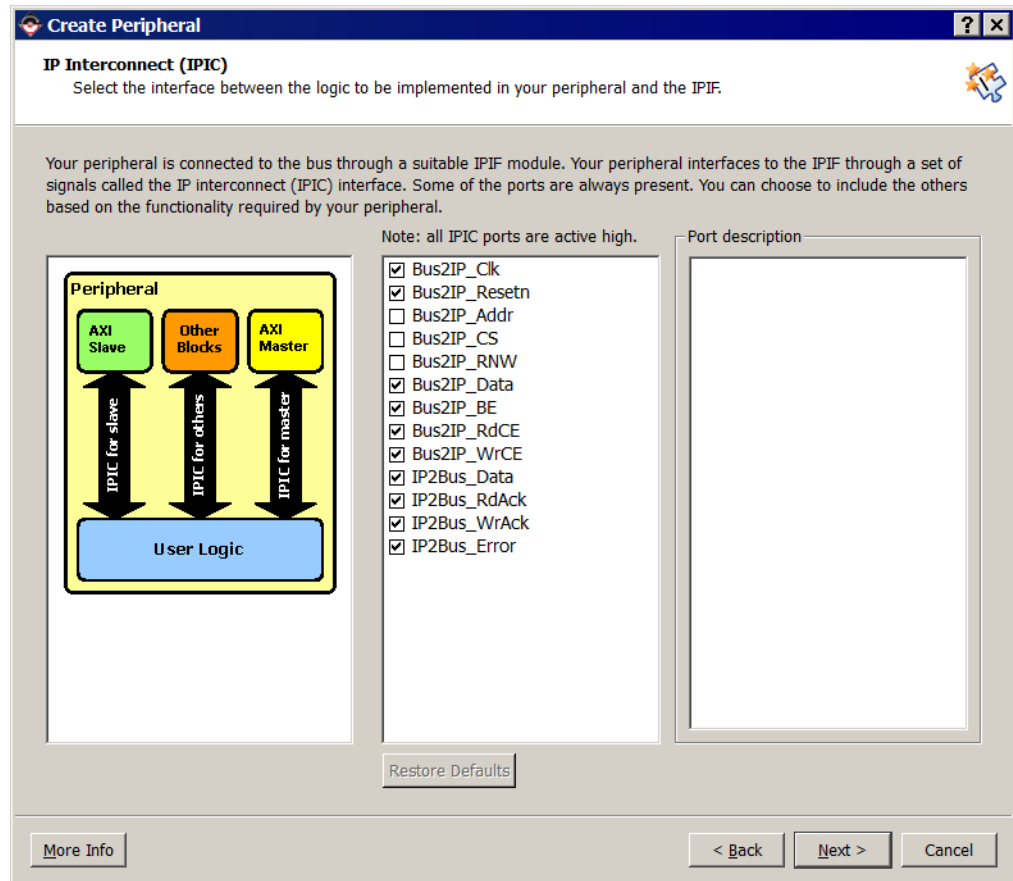 Create Peripheral
IP Interconnect (IPIC)
Select the interface between the logic to be implemented in your peripheral and the IPIF.
Your peripheral is connected to the bus through a suitable IPIF module. Your peripheral interfaces to the IPIF through a set of
signals called the IP interconnect (IPIC) interface. Some of the ports are always present. You can choose to include the others
based on the functionality required by your peripheral.
Note: all IPIC ports are active high.
Port description
Peripheral
AXI
Slave
Other
Blocks
AXI
Master
IPIC for slave
IPIC for others
IPIC for master
User Logic
Bus2IP_Clk
Bus2IP_Resetn
Bus2IP_Addr
Bus2IP_CS
Bus2IP_RNW
Bus2IP_Data
Bus2IP_BE
Bus2IP_RdCE
Bus2IP_WrCE
IP2Bus_Data
IP2Bus_RdAck
IP2Bus_WrAck
IP2Bus_Error
Restore Defaults
More Info
< Back
Next >
Cancel